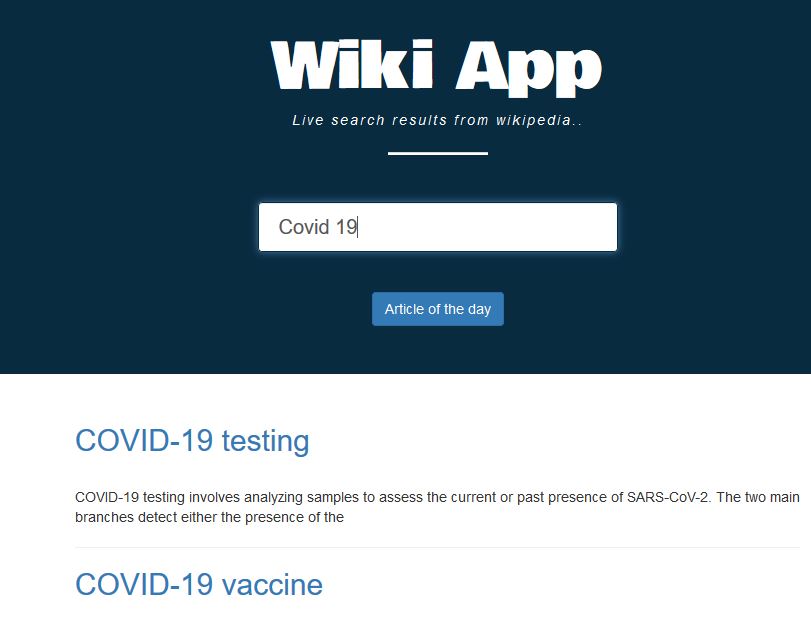 Wiki App
Live search results from wikipedia..
Covid 19
Article of the day
COVID-19 testing
COVID-19 testing involves analyzing samples to assess the current or past presence of SARS-CoV-2. The two main
branches detect either the presence of the
COVID-19 vaccine